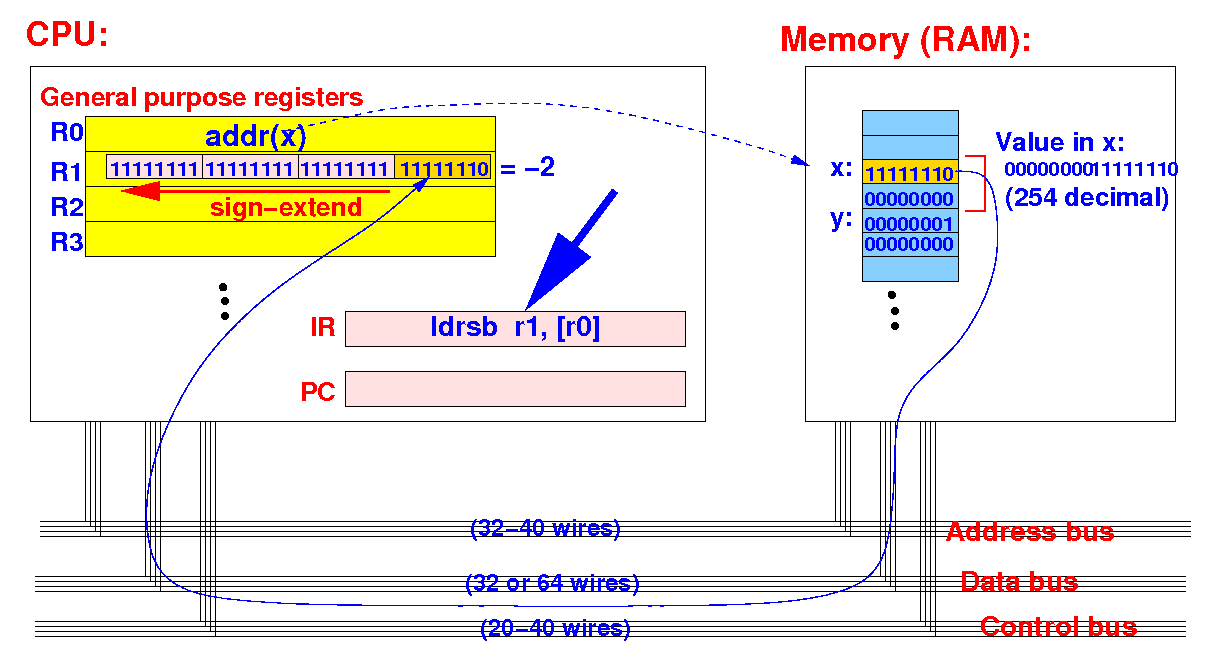 CPU:
Memory (RAM):
General purpose registers
R0 addr(x)
R1 11111111 11111111 11111111 11111110 = −2
R2 sign−extend
R3
IR ldrsb r1, [r0]
PC
x: 11111110
00000000
y: 00000001
00000000
Value in x:
0000000011111110
(254 decimal)
(32−40 wires) Address bus
(32 or 64 wires) Data bus
(20−40 wires) Control bus